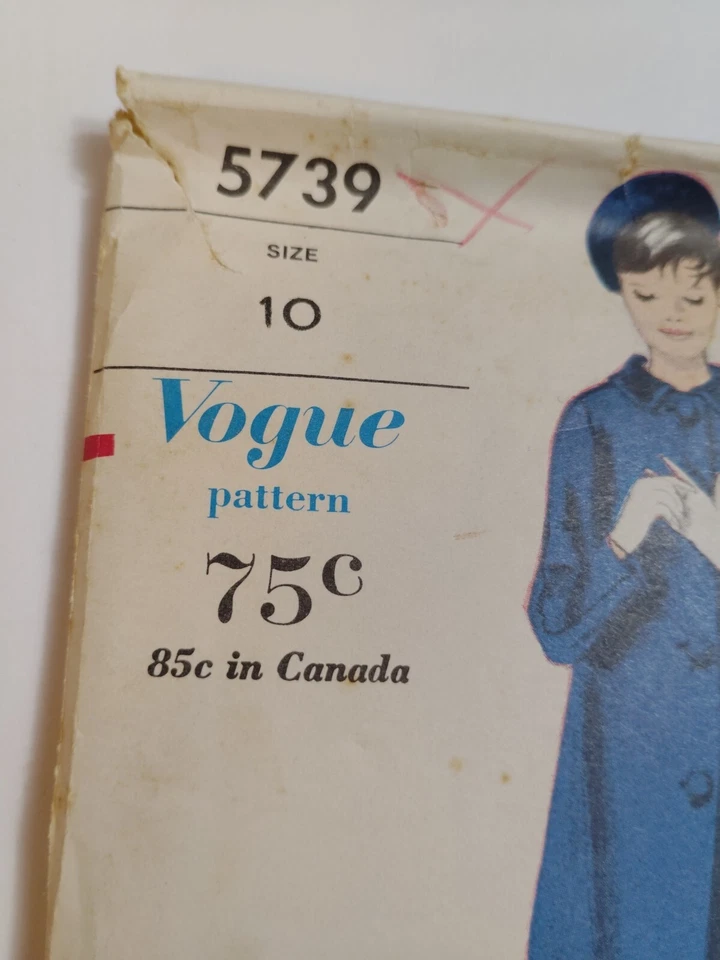 5739
SIZE
10
Vogue
pattern
75c
85c in Canada